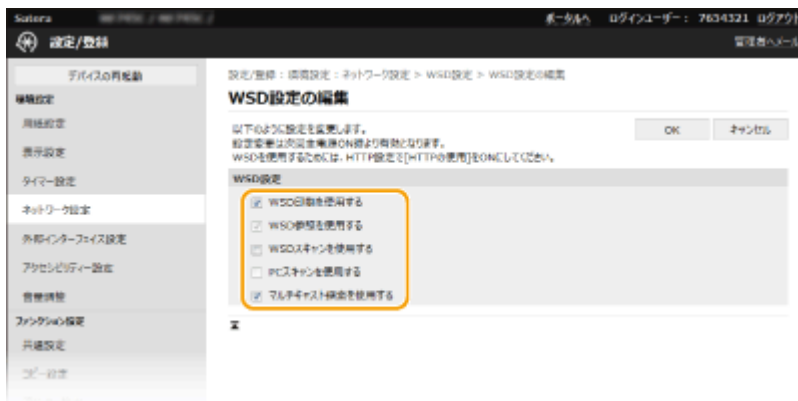 Satera
ポータルへ ログインユーザー： 7634321 ログアウト
設定/登録
管理者へメール
デバイスの再起動
環境設定
用紙設定
表示設定
タイマー設定
ネットワーク設定
外部インターフェイス設定
アクセシビリティー設定
音量調整
ファンクション設定
共通設定
コピー設定
設定/登録 : 環境設定 : ネットワーク設定 > WSD設定 > WSD設定の編集
WSD設定の編集
以下のように設定を変更します。
設定変更は次回主電源ON時より有効となります。
WSDを使用するためには、HTTP設定で[HTTPの使用]をONにしてください。
OK
キャンセル
WSD設定
WSD印刷を使用する
WSD参照を使用する
WSDスキャンを使用する
PCスキャンを使用する
マルチキャスト探索を使用する